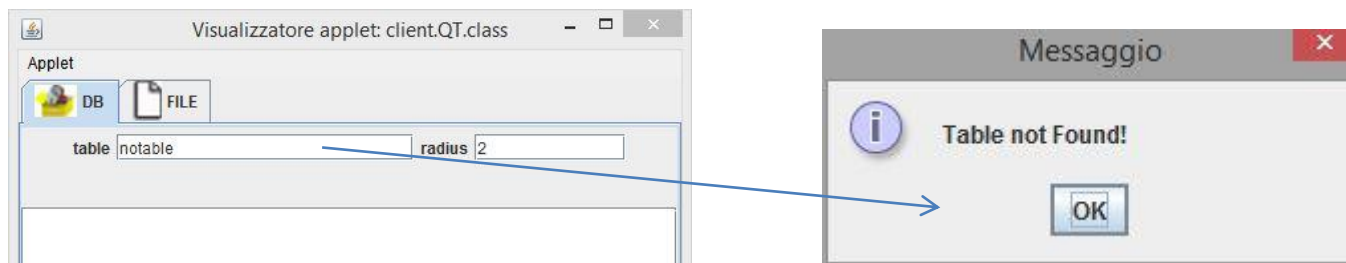 Visualizzatore applet: client.QT.class
Applet
DB
FILE
table notable radius 2
Messaggio
Table not Found!
OK